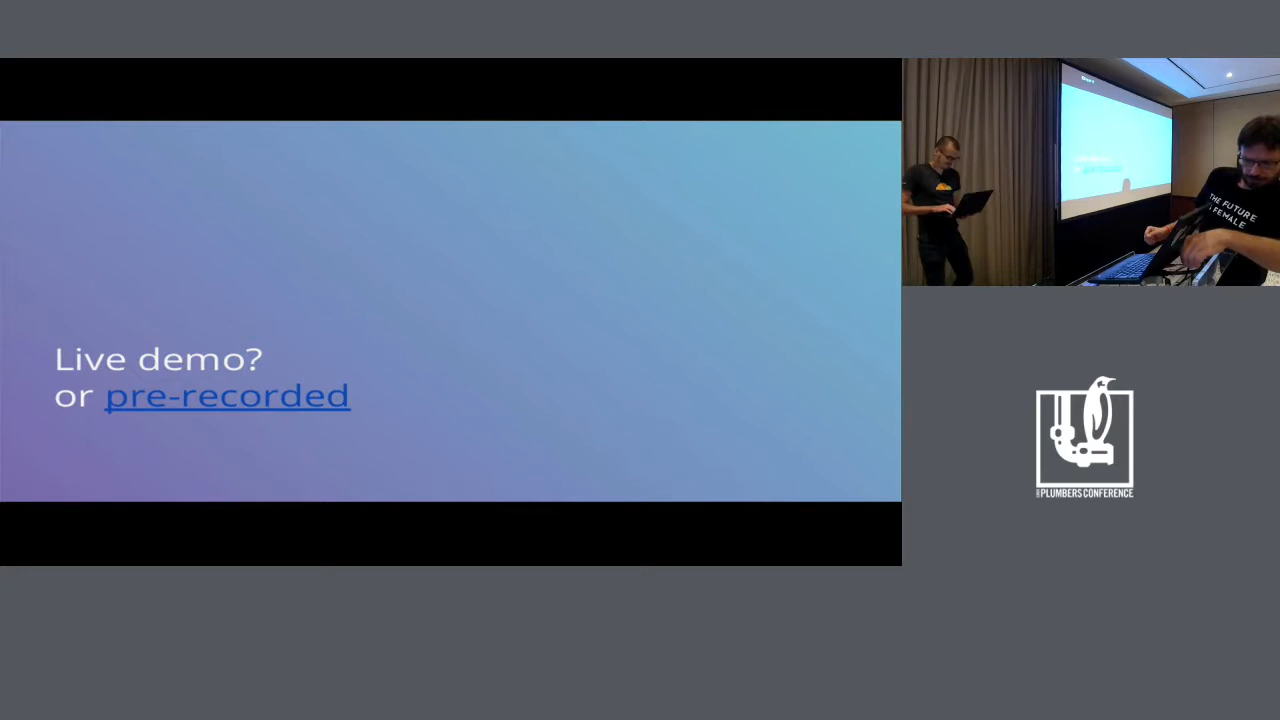 Live demo?
or pre-recorded
THE FUTURE
FEMALE
PLUMBERS CONFERENCE